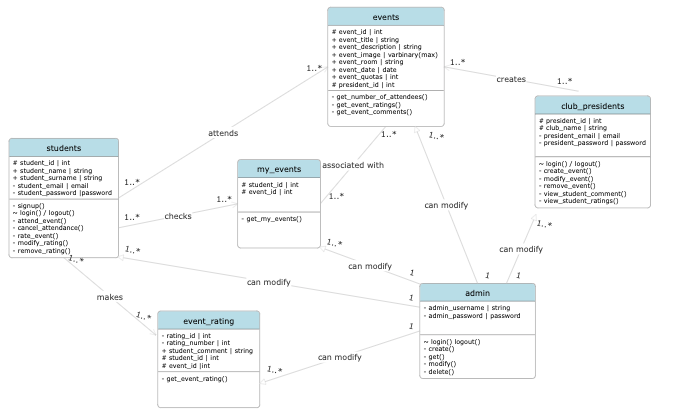 events
# event_id | int
+ event_title | string
+ event_description | string
+ event_image | varbinary(max)
+ event_room | string
+ event_date | date
+ event_quotas | int
# president_id | int
- get_number_of_attendees()
- get_event_ratings()
- get_event_comments()
1..*
1..*
creates
1..*
club_presidents
# president_id | int
# club_name | string
- president_email | email
- president_password | password
~ login() / logout()
- create_event()
- modify_event()
- remove_event()
- view_student_comment()
- view_student_ratings()
attends
1..*
1..*
associated with
students
# student_id | int
+ student_name | string
+ student_surname | string
- student_email | email
- student_password |password
- signup()
~ login() / logout()
- attend_event()
- cancel_attendance()
- rate_event()
- modify_rating()
- remove_rating()
1..*
1..*
checks
1..*
my_events
# student_id | int
# event_id | int
- get_my_events()
1..*
can modify
1..*
can modify
1..*
can modify
1
1
1
1..*
1..*
can modify
1
makes
1..*
admin
- admin_username | string
- admin_password | password
~ login() logout()
- create()
- get()
- modify()
- delete()
event_rating
- rating_id | int
- rating_number | int
+ student_comment | string
# student_id | int
# event_id |int
- get_event_rating()
can modify
1..*